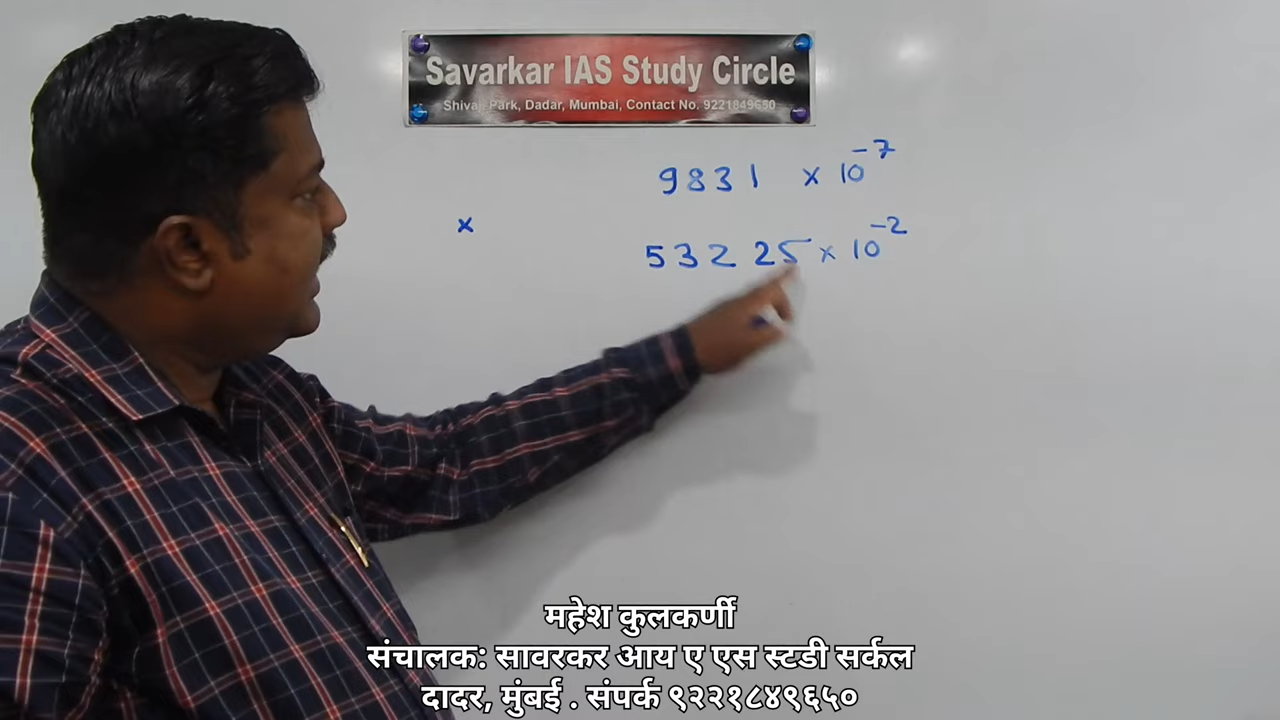 Savarkar IAS Study Circle
Shivaji Park, Dadar, Mumbai, Contact No. 9221849650
9831 × 10⁻⁷
×
53225 × 10⁻²
महेश कुलकर्णी
संचालक: सावरकर आय ए एस स्टडी सर्कल
दादर, मुंबई . संपर्क ९२२१८४९६५०